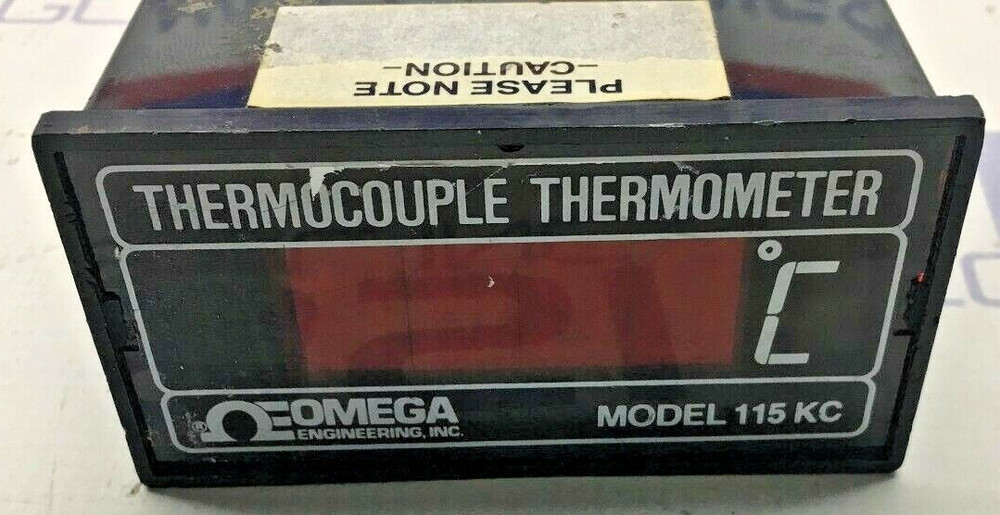 PLEASE NOTE
-CAUTION-
THERMOCOUPLE THERMOMETER
°C
® OMEGA
ENGINEERING, INC.
MODEL 115 KC